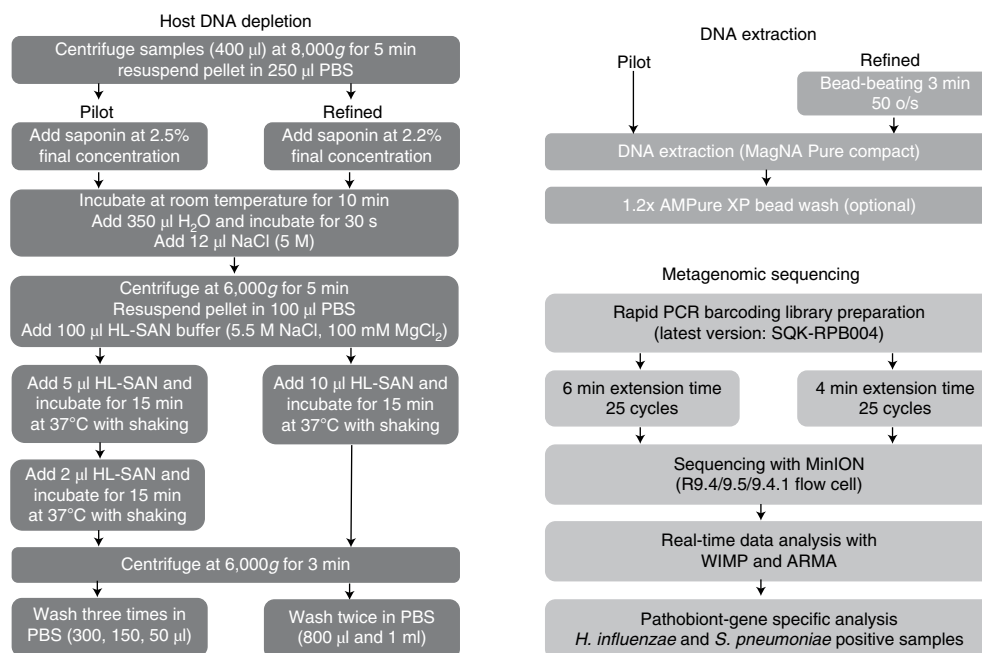 Host DNA depletion
Centrifuge samples (400 µl) at 8,000g for 5 min
resuspend pellet in 250 µl PBS
Pilot
Refined
Add saponin at 2.5%
final concentration
Add saponin at 2.2%
final concentration
Incubate at room temperature for 10 min
Add 350 µl H₂O and incubate for 30 s
Add 12 µl NaCl (5 M)
Centrifuge at 6,000g for 5 min
Resuspend pellet in 100 µl PBS
Add 100 µl HL-SAN buffer (5.5 M NaCl, 100 mM MgCl₂)
Add 5 µl HL-SAN and
incubate for 15 min
at 37°C with shaking
Add 10 µl HL-SAN and
incubate for 15 min
at 37°C with shaking
Add 2 µl HL-SAN and
incubate for 15 min
at 37°C with shaking
Centrifuge at 6,000g for 3 min
Wash three times in
PBS (300, 150, 50 µl)
Wash twice in PBS
(800 µl and 1 ml)
DNA extraction
Pilot
Refined
Bead-beating 3 min
50 o/s
DNA extraction (MagNA Pure compact)
1.2x AMPure XP bead wash (optional)
Metagenomic sequencing
Rapid PCR barcoding library preparation
(latest version: SQK-RPB004)
6 min extension time
25 cycles
4 min extension time
25 cycles
Sequencing with MinION
(R9.4/9.5/9.4.1 flow cell)
Real-time data analysis with
WIMP and ARMA
Pathobiont-gene specific analysis
H. influenzae and S. pneumoniae positive samples